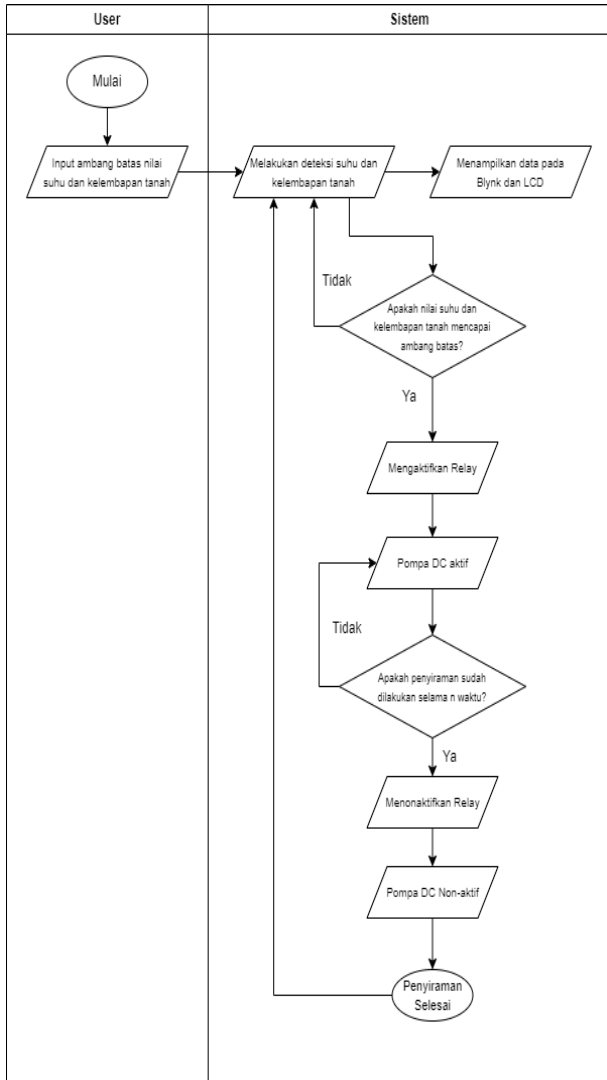 User
Sistem
Mulai
Input ambang batas nilai
suhu dan kelembapan tanah
Melakukan deteksi suhu dan
kelembapan tanah
Menampilkan data pada
Blynk dan LCD
Tidak
Apakah nilai suhu dan
kelembapan tanah mencapai
ambang batas?
Ya
Mengaktifkan Relay
Pompa DC aktif
Tidak
Apakah penyiraman sudah
dilakukan selama n waktu?
Ya
Menonaktifkan Relay
Pompa DC Non-aktif
Penyiraman
Selesai